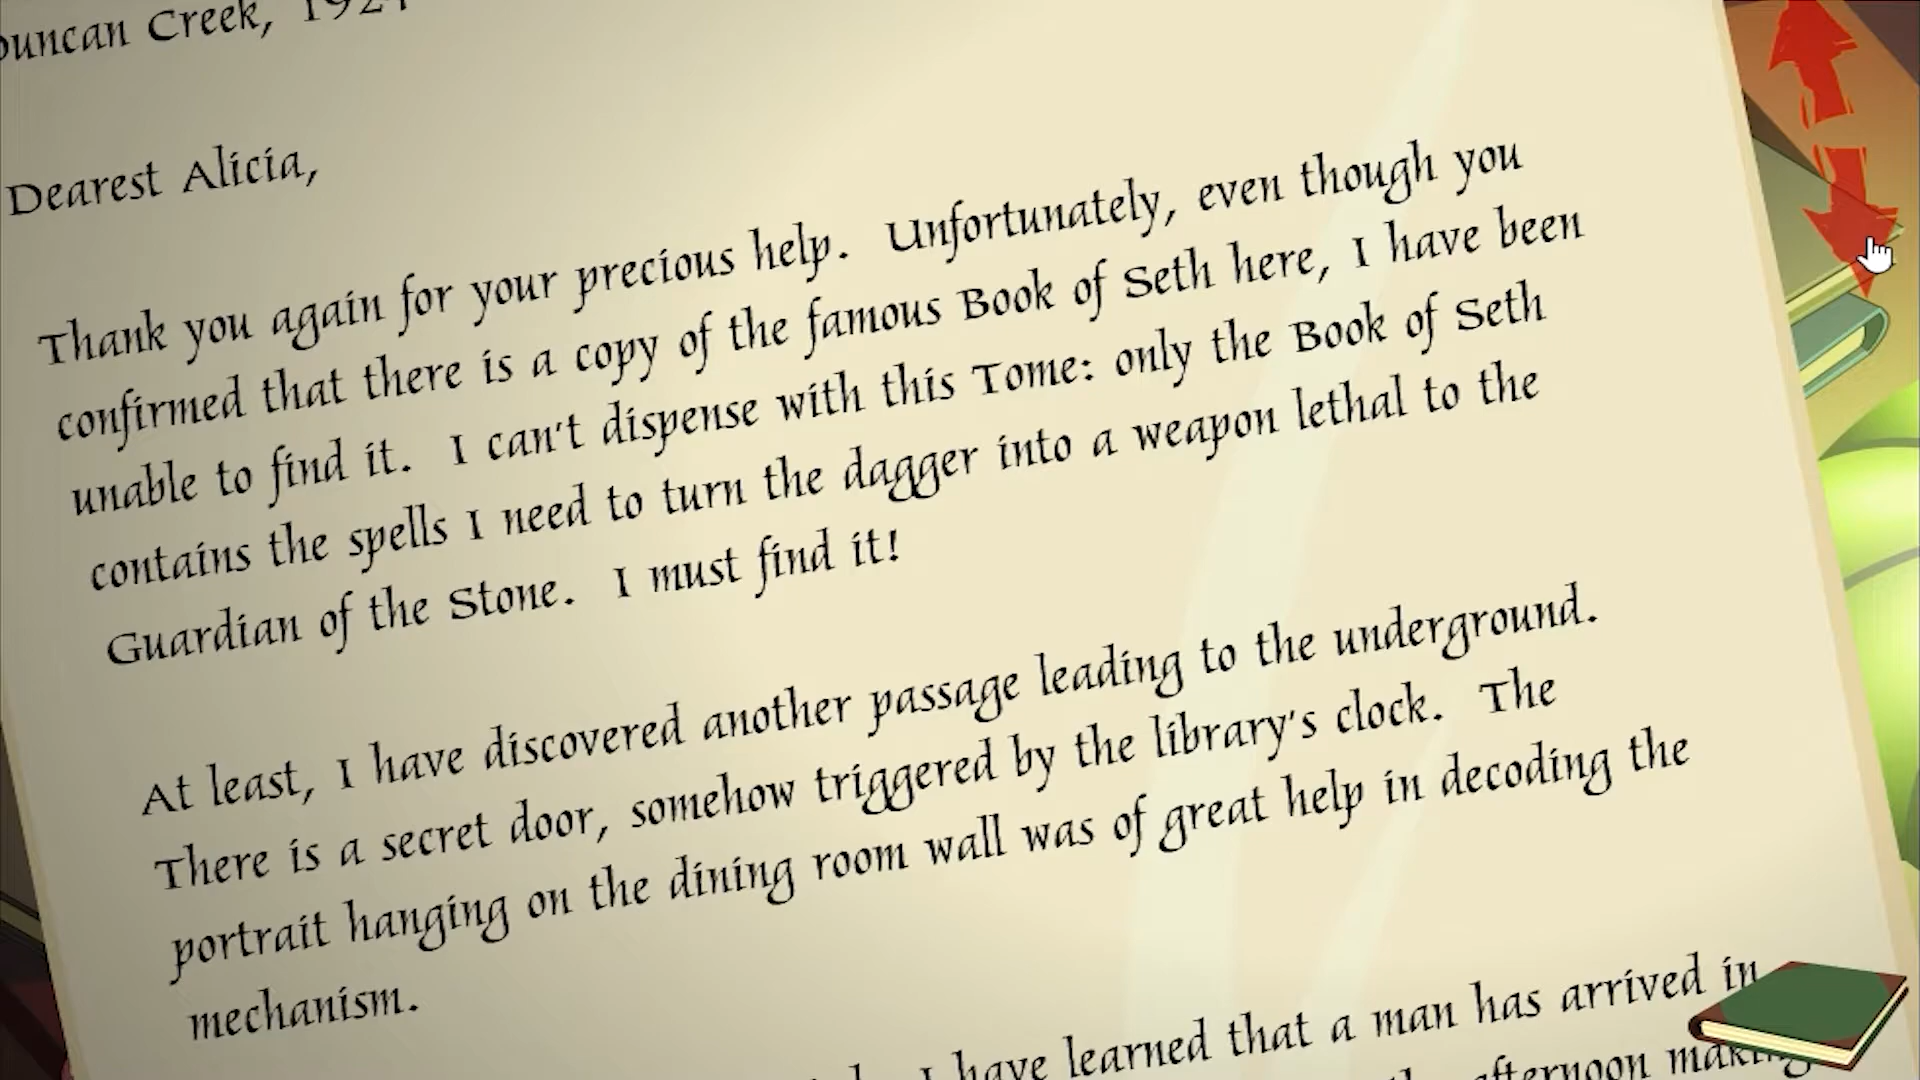 Duncan Creek,
Dearest Alicia,
Thank you again for your precious help. Unfortunately, even though you
confirmed that there is a copy of the famous Book of Seth here, I have been
unable to find it. I can't dispense with this Tome: only the Book of Seth
contains the spells I need to turn the dagger into a weapon lethal to the
Guardian of the Stone. I must find it!
At least, I have discovered another passage leading to the underground.
There is a secret door, somehow triggered by the library's clock. The
portrait hanging on the dining room wall was of great help in decoding the
mechanism.
I have learned that a man has arrived in
afternoon making